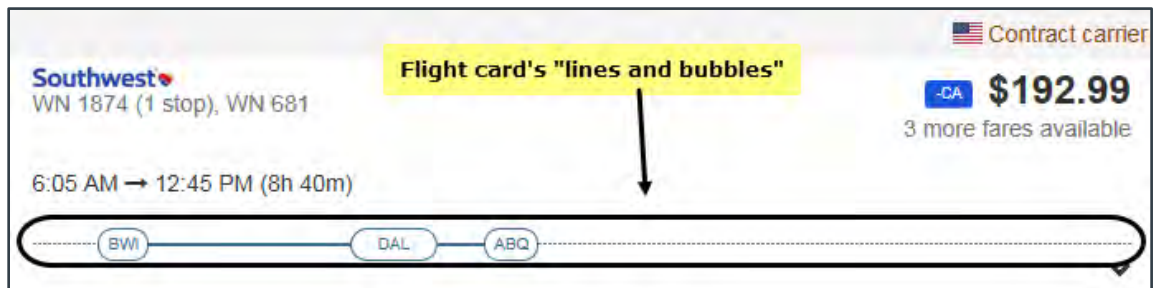 Contract carrier
Southwest
Flight card's "lines and bubbles"
-CA $192.99
WN 1874 (1 stop), WN 681
3 more fares available
6:05 AM → 12:45 PM (8h 40m)
BWI DAL ABQ